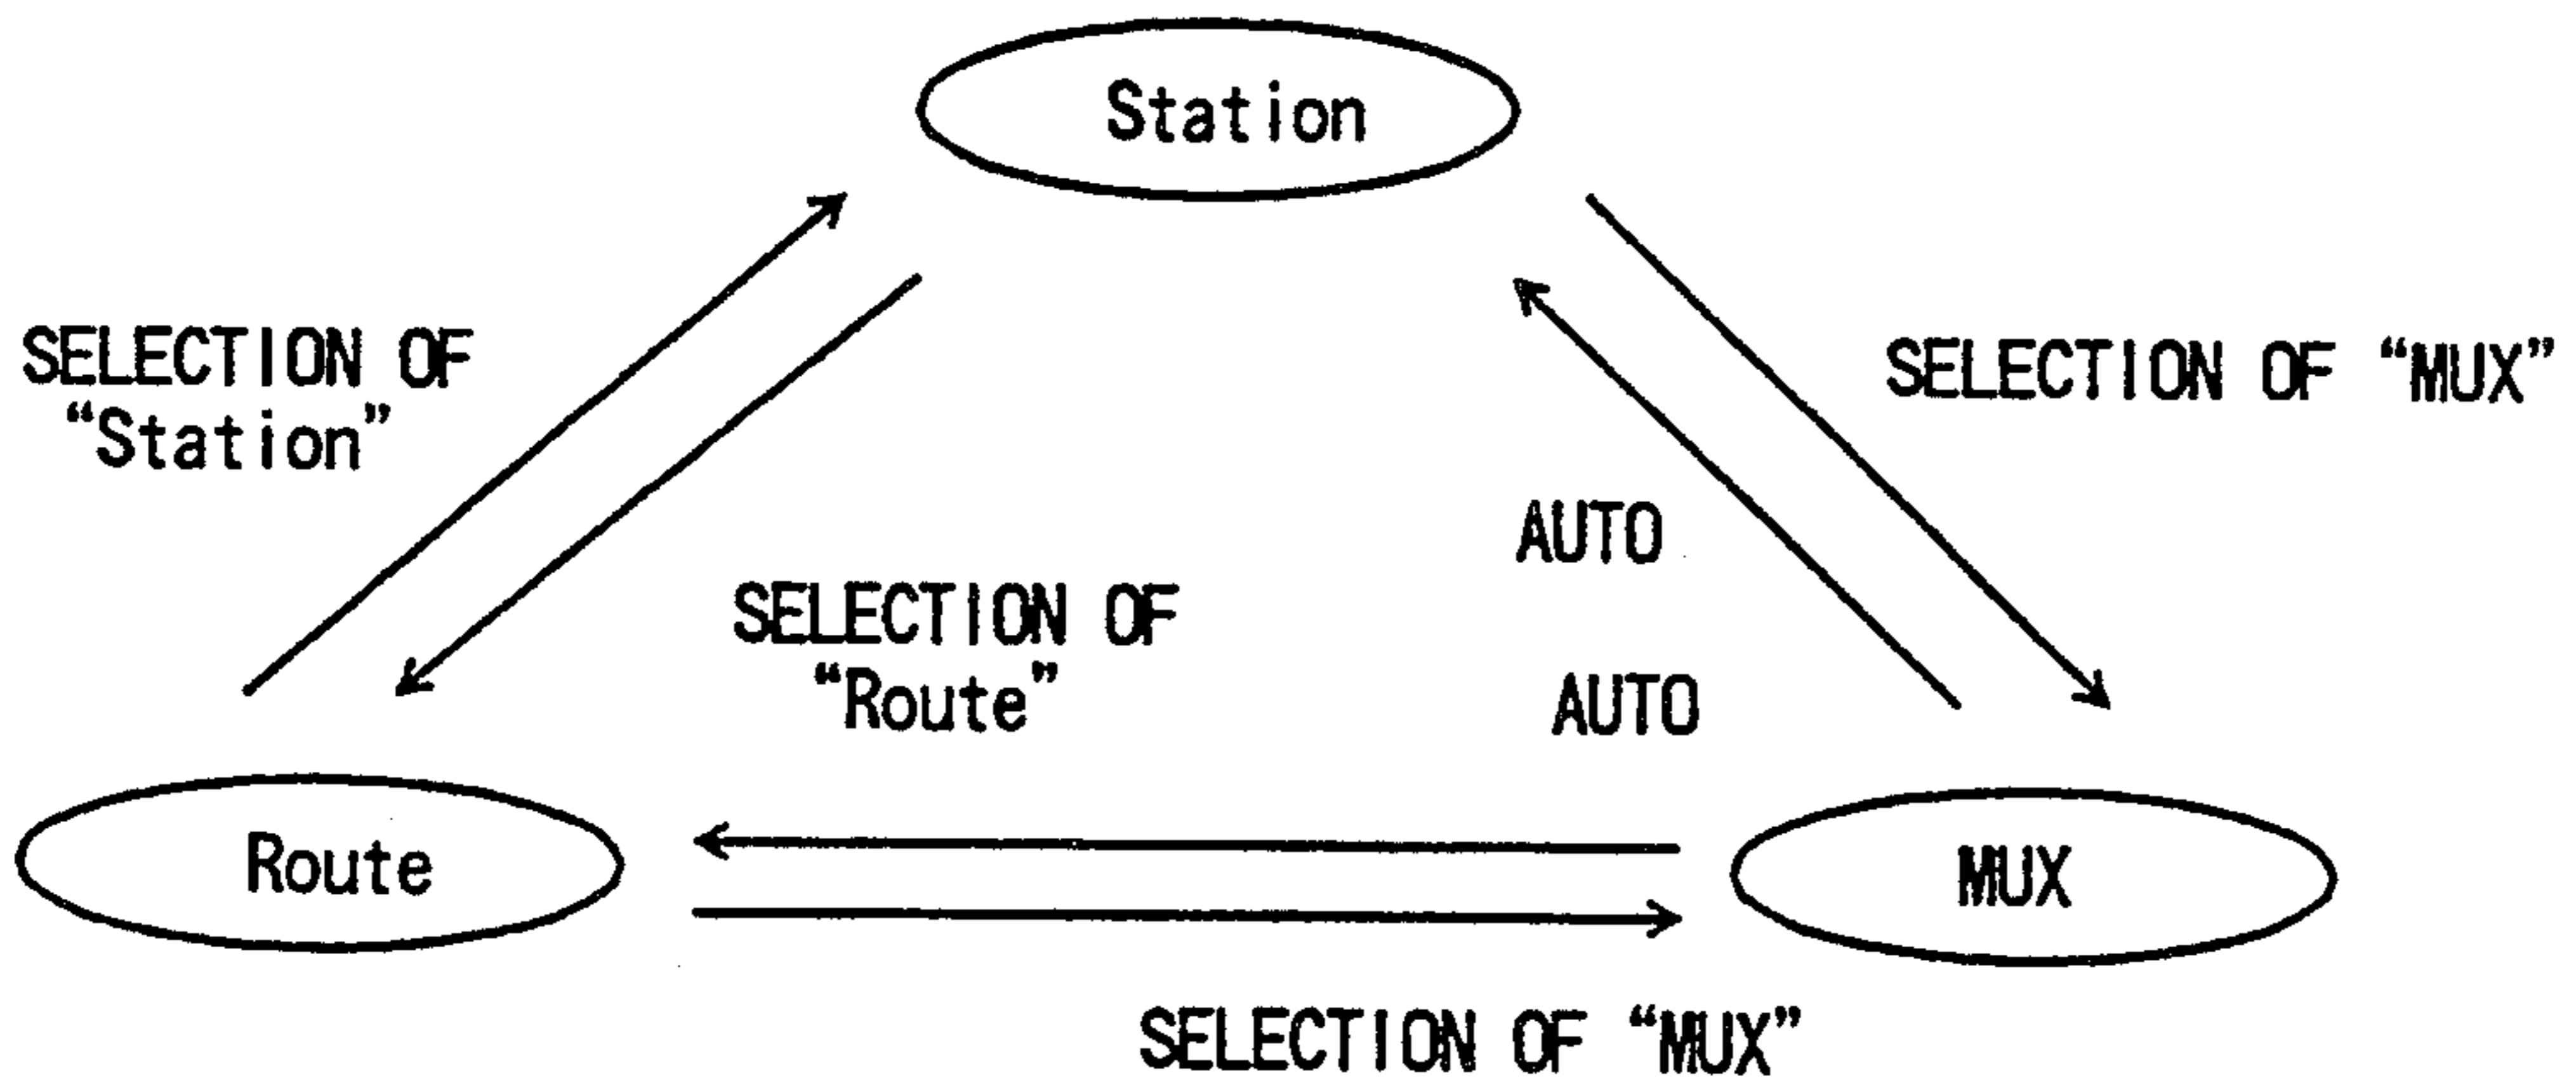 Station
SELECTION OF
“Station”
SELECTION OF “MUX”
AUTO
SELECTION OF
“Route”
AUTO
Route
MUX
SELECTION OF “MUX”